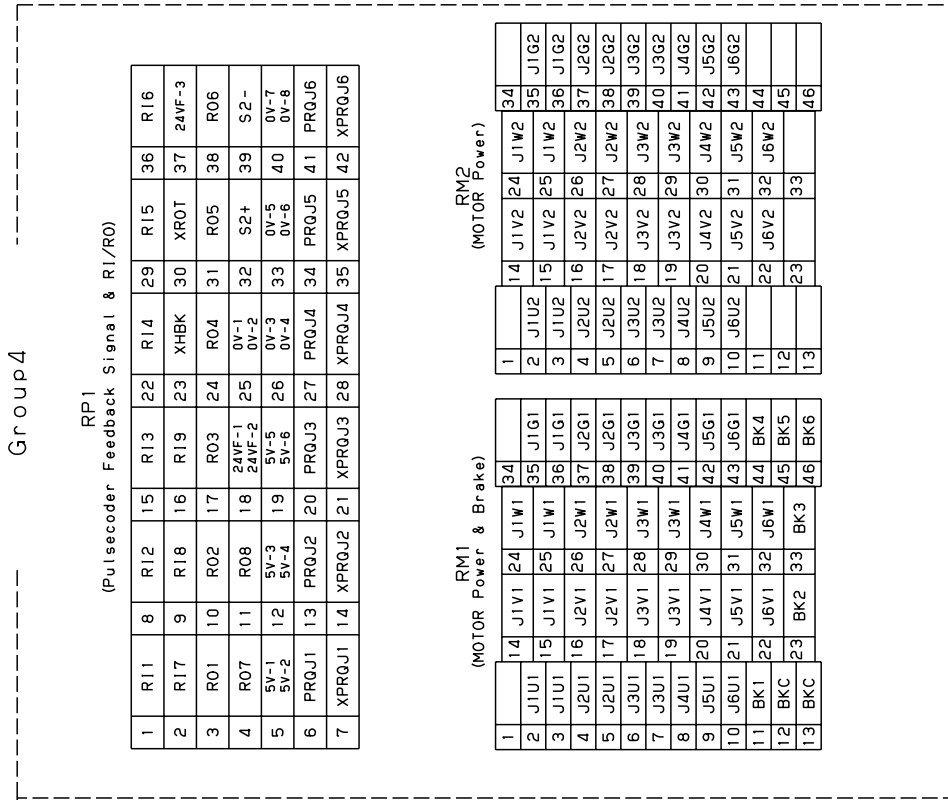 Group4
RP1
(Pulsecoder Feedback Signal & RI/RO)
1 RI1 8 RI2 15 RI3 22 RI4 29 RI5 36 RI6
2 RI7 9 RI8 16 RI9 23 XHBK 30 XROT 37 24VF-3
3 RO1 10 RO2 17 RO3 24 RO4 31 RO5 38 RO6
4 RO7 11 RO8 18 24VF-1 24VF-2 25 0V-1 0V-2 32 S2+ 39 S2-
5 5V-1 5V-2 12 5V-3 5V-4 19 5V-5 5V-6 26 0V-3 0V-4 33 0V-5 0V-6 40 0V-7 0V-8
6 PRQJ1 13 PRQJ2 20 PRQJ3 27 PRQJ4 34 PRQJ5 41 PRQJ6
7 XPRQJ1 14 XPRQJ2 21 XPRQJ3 28 XPRQJ4 35 XPRQJ5 42 XPRQJ6
RM1
(MOTOR Power & Brake)
1
2 J1U1
3 J1U1
4 J2U1
5 J2U1
6 J3U1
7 J3U1
8 J4U1
9 J5U1
10 J6U1
11 BK1
12 BKC
13 BKC
14 J1V1
15 J1V1
16 J2V1
17 J2V1
18 J3V1
19 J3V1
20 J4V1
21 J5V1
22 J6V1
23 BK2
24 J1W1
25 J1W1
26 J2W1
27 J2W1
28 J3W1
29 J3W1
30 J4W1
31 J5W1
32 J6W1
33 BK3
34
35 J1G1
36 J1G1
37 J2G1
38 J2G1
39 J3G1
40 J3G1
41 J4G1
42 J5G1
43 J6G1
44 BK4
45 BK5
46 BK6
RM2
(MOTOR Power)
1
2 J1U2
3 J1U2
4 J2U2
5 J2U2
6 J3U2
7 J3U2
8 J4U2
9 J5U2
10 J6U2
11
12
13
14 J1V2
15 J1V2
16 J2V2
17 J2V2
18 J3V2
19 J3V2
20 J4V2
21 J5V2
22 J6V2
23
24 J1W2
25 J1W2
26 J2W2
27 J2W2
28 J3W2
29 J3W2
30 J4W2
31 J5W2
32 J6W2
33
34
35 J1G2
36 J1G2
37 J2G2
38 J2G2
39 J3G2
40 J3G2
41 J4G2
42 J5G2
43 J6G2
44
45
46